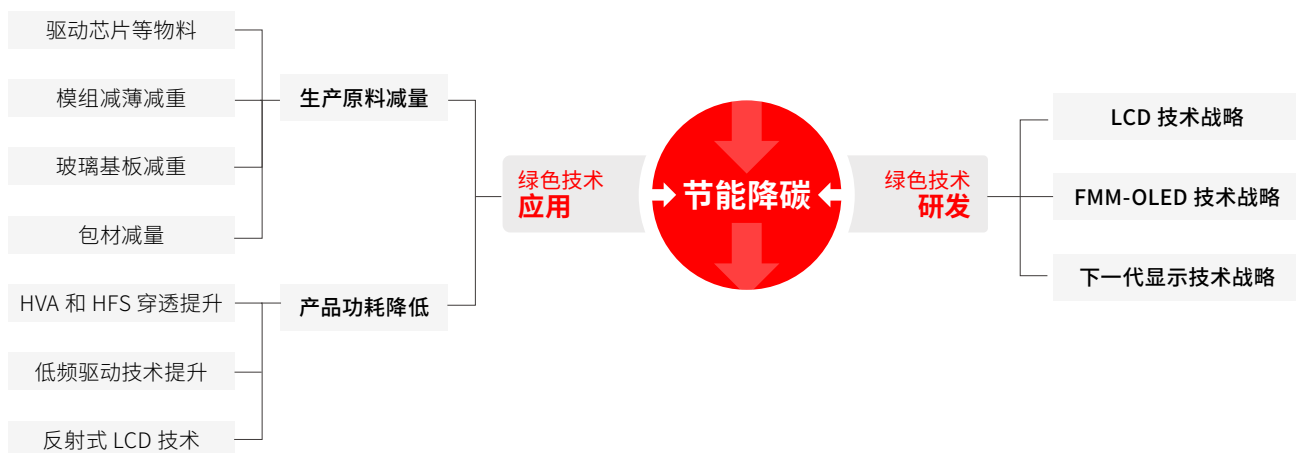 驱动芯片等物料
模组减薄减重
玻璃基板减重
包材减量
HVA 和 HFS 穿透提升
低频驱动技术提升
反射式 LCD 技术
生产原料减量
产品功耗降低
绿色技术
应用
节能降碳
绿色技术
研发
LCD 技术战略
FMM-OLED 技术战略
下一代显示技术战略